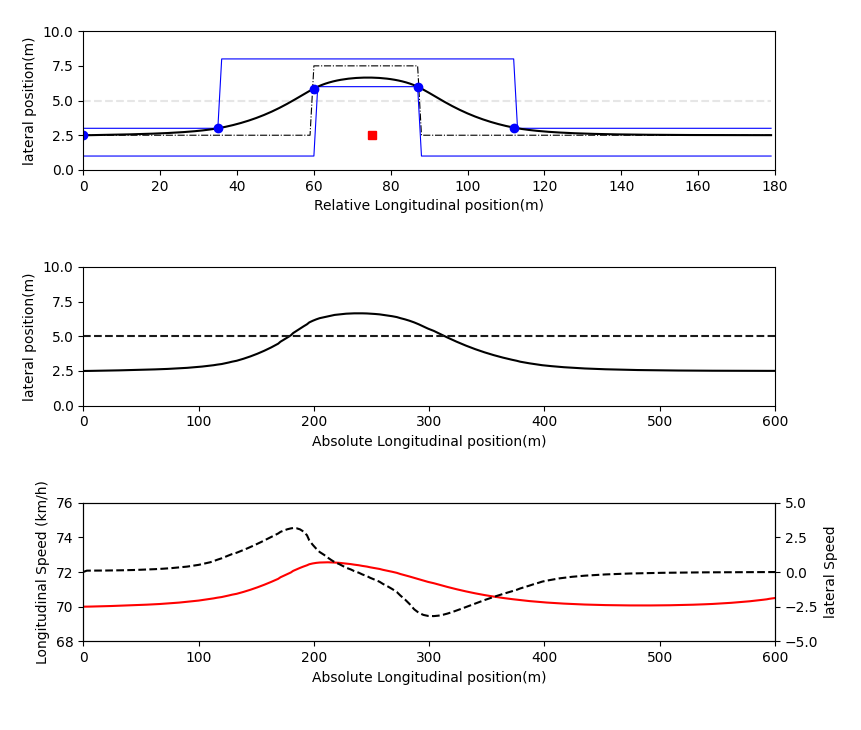 10.0
7.5
5.0
2.5
0.0
lateral position(m)
0 20 40 60 80 100 120 140 160 180
Relative Longitudinal position(m)
10.0
7.5
5.0
2.5
0.0
lateral position(m)
0 100 200 300 400 500 600
Absolute Longitudinal position(m)
76
74
72
70
68
Longitudinal Speed (km/h)
5.0
2.5
0.0
−2.5
−5.0
lateral Speed
0 100 200 300 400 500 600
Absolute Longitudinal position(m)